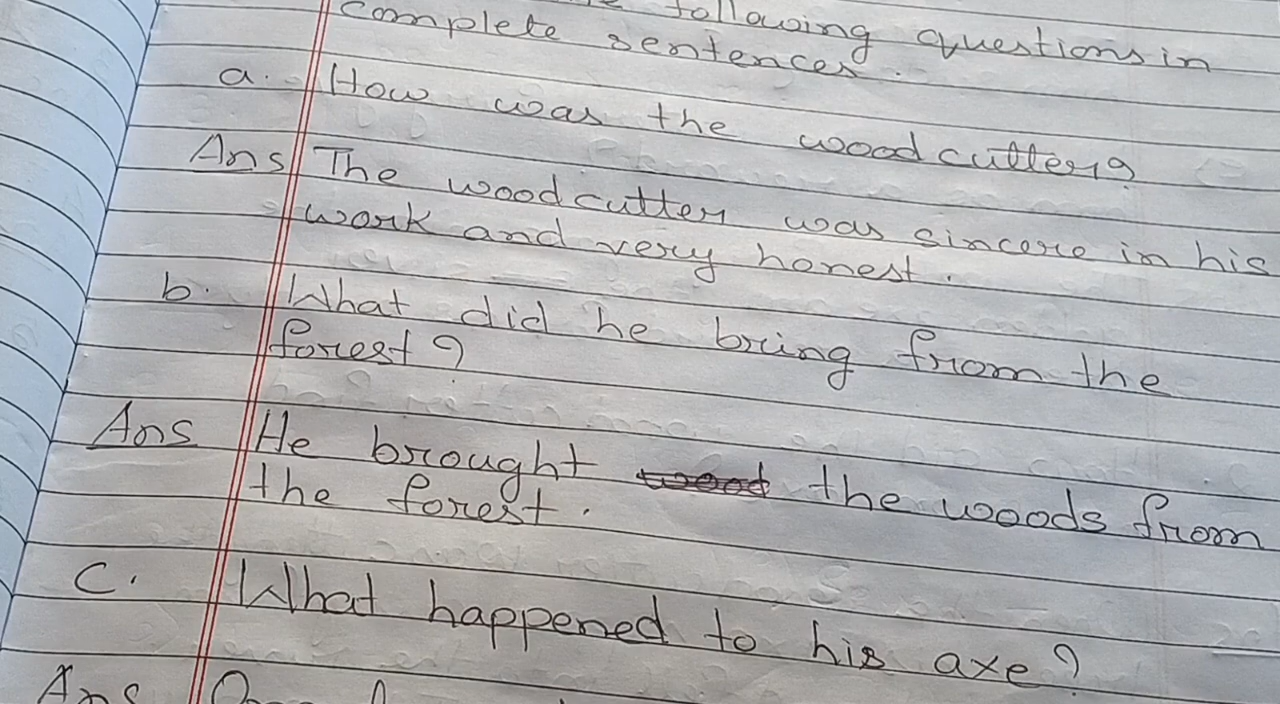 following questions in
complete sentences.
a. How was the woodcutter?
Ans The woodcutter was sincere in his
work and very honest.
b. What did he bring from the
forest?
Ans He brought the woods from
the forest.
c. What happened to his axe?
Ans